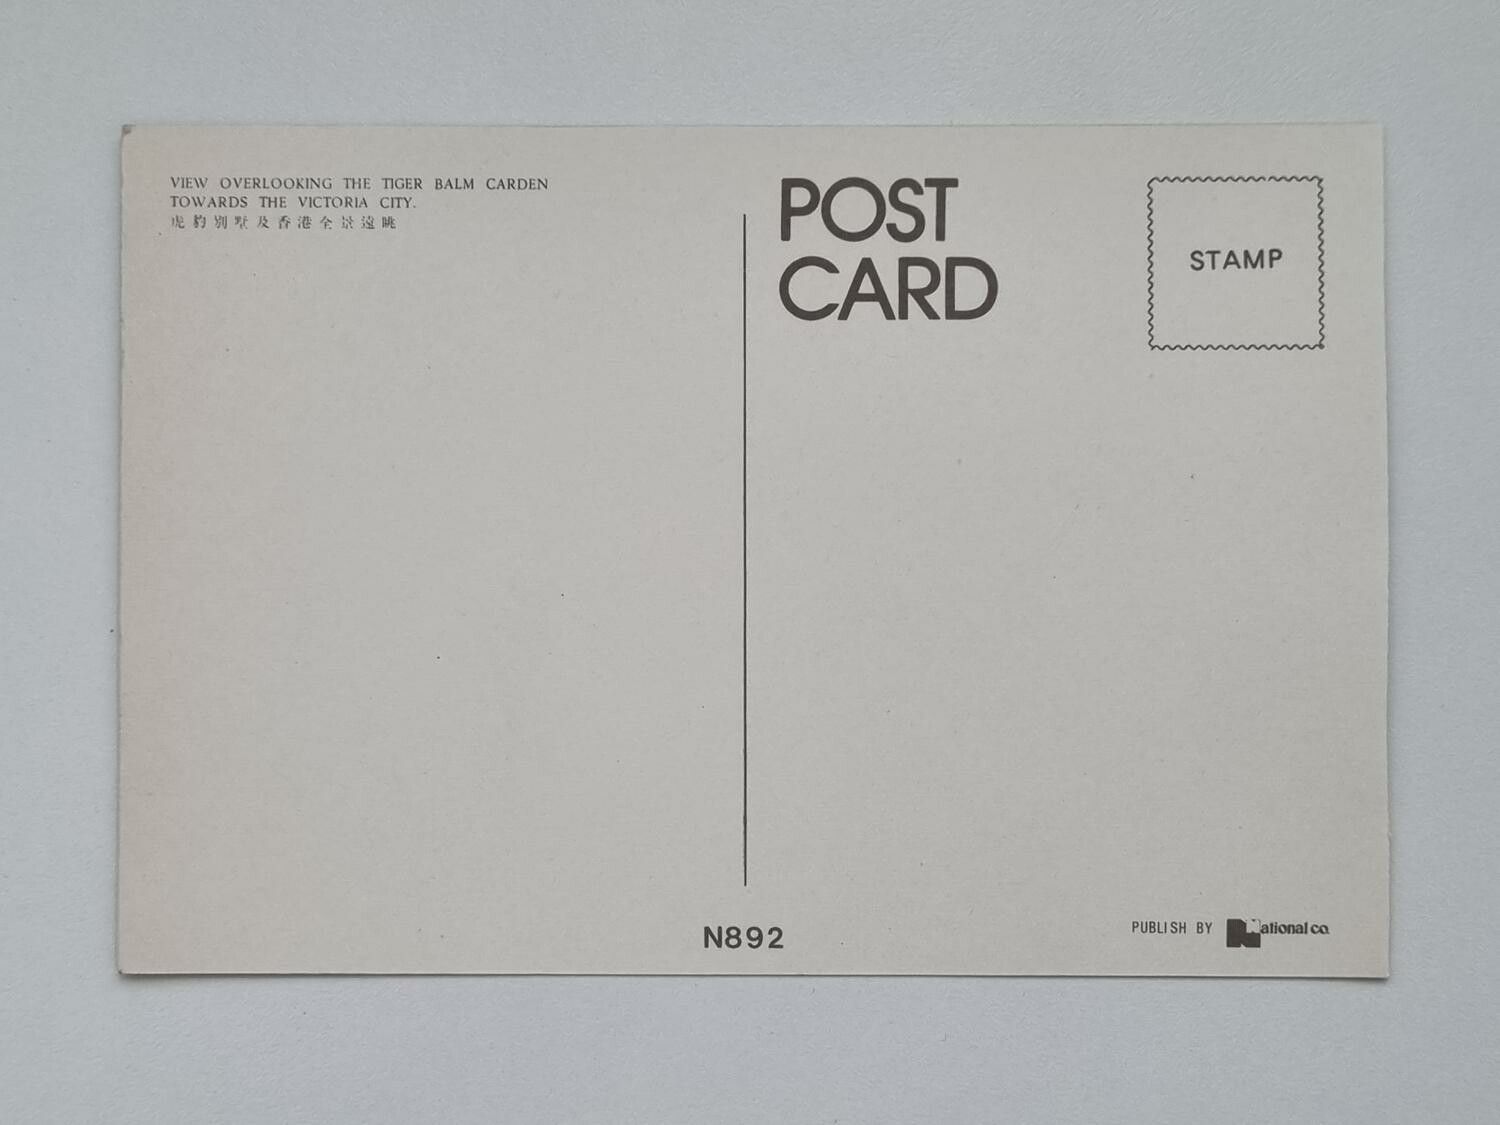 VIEW OVERLOOKING THE TIGER BALM CARDEN
TOWARDS THE VICTORIA CITY.
虎豹別墅及香港全景遠眺
POST
CARD
STAMP
N892
PUBLISH BY National co.